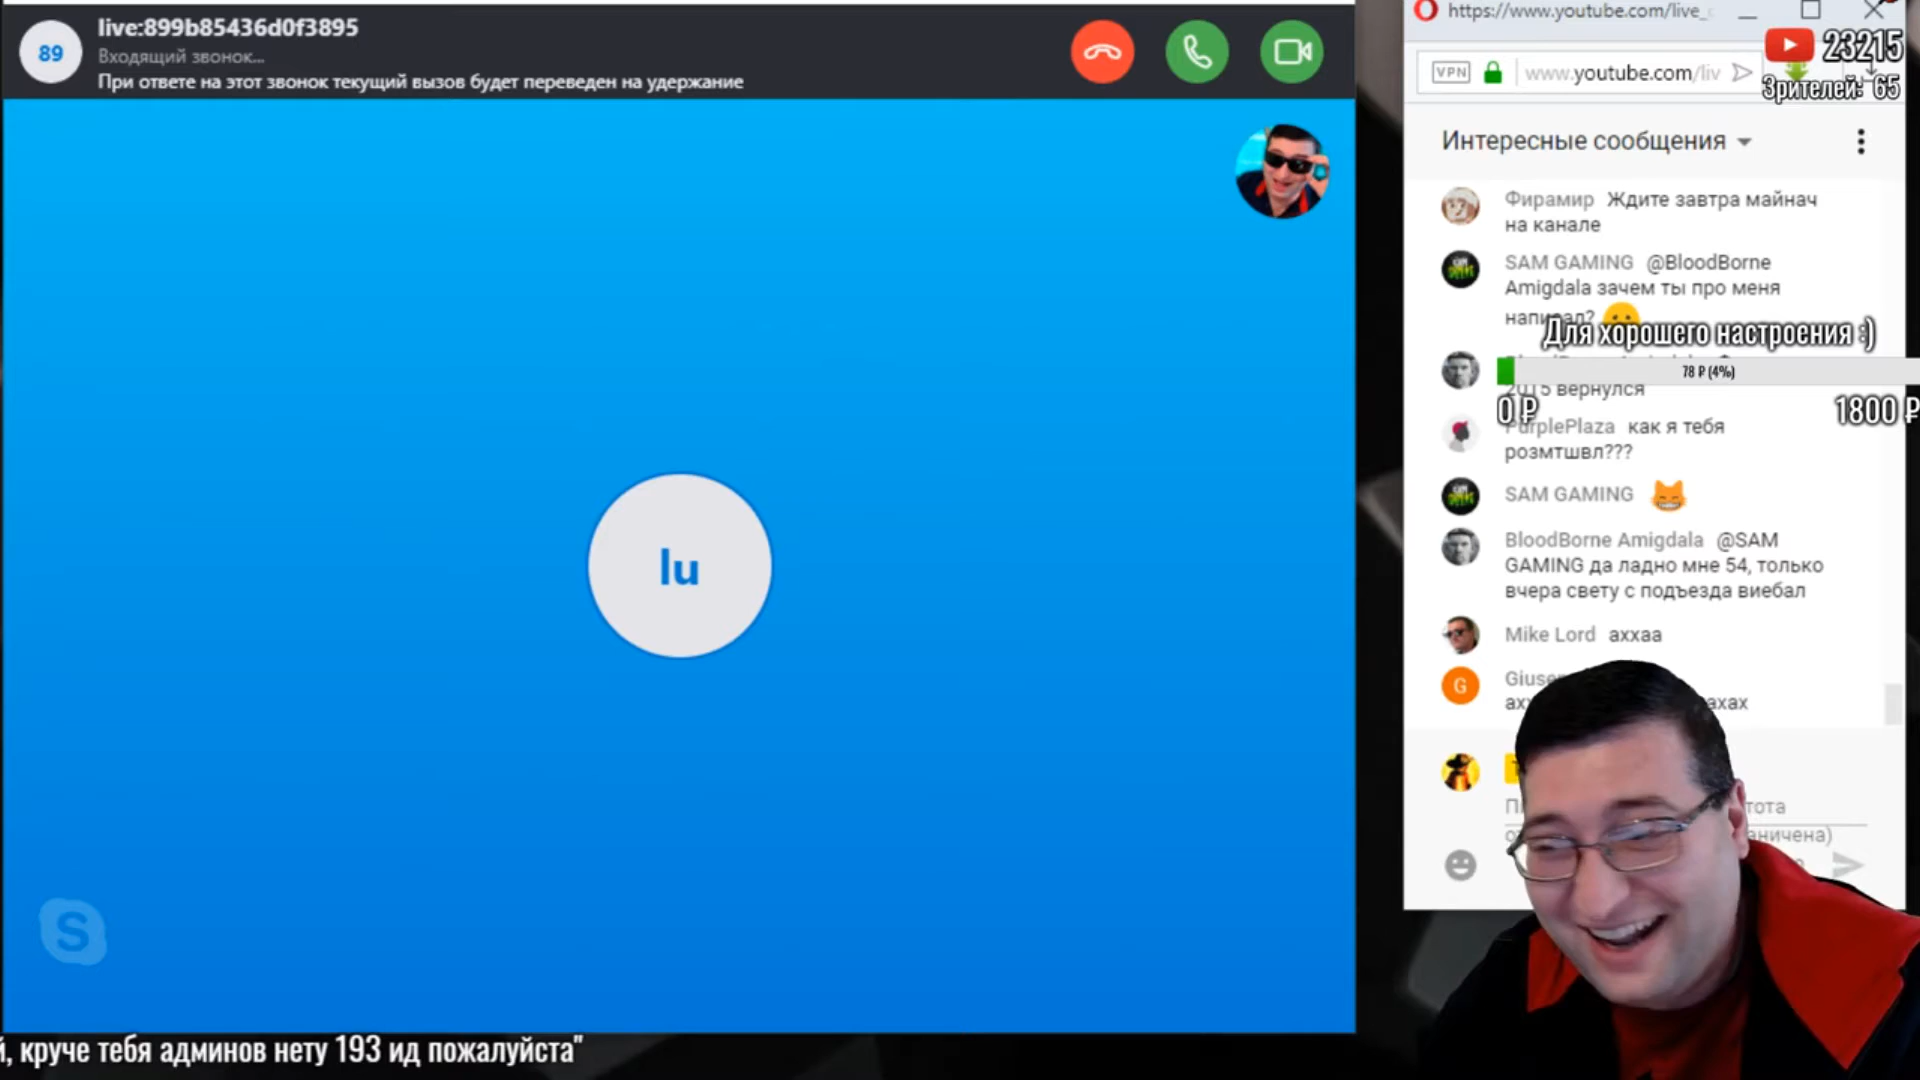 live:899b85436d0f3895
89
Входящий звонок...
При ответе на этот звонок текущий вызов будет переведен на удержание
lu
S
https://www.youtube.com/live_
23215
VPN
www.youtube.com/liv
Зрителей: 65
Интересные сообщения
Фирамир Ждите завтра майнач
на канале
SAM GAMING @BloodBorne
Amigdala зачем ты про меня
написал?
Для хорошего настроения :)
78 ₽ (4%)
2015 вернулся
0 ₽
1800 ₽
PurplePlaza как я тебя
розмтшвл???
SAM GAMING
BloodBorne Amigdala @SAM
GAMING да ладно мне 54, только
вчера свету с подъезда виебал
Mike Lord аххаа
G
й, круче тебя админов нету 193 ид пожалуйста"